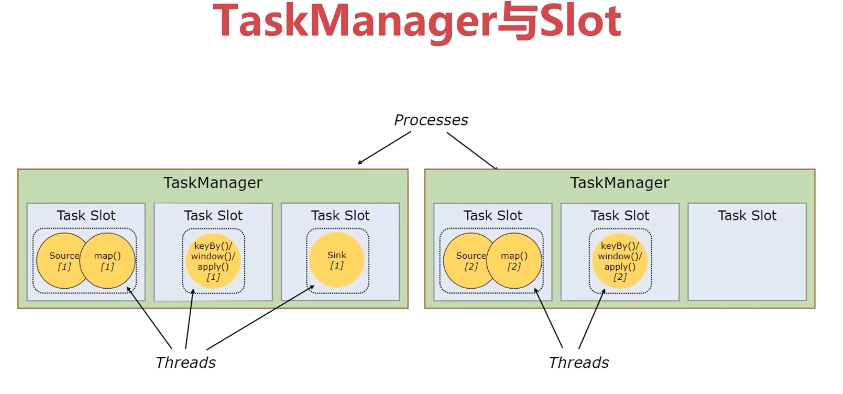 TaskManager与Slot
Processes
TaskManager
Task Slot
Source
[1]
map()
[1]
Task Slot
keyBy()/
window()/
apply()
[1]
Task Slot
Sink
[1]
TaskManager
Task Slot
Source
[2]
map()
[2]
Task Slot
keyBy()/
window()/
apply()
[2]
Task Slot
Threads
Threads